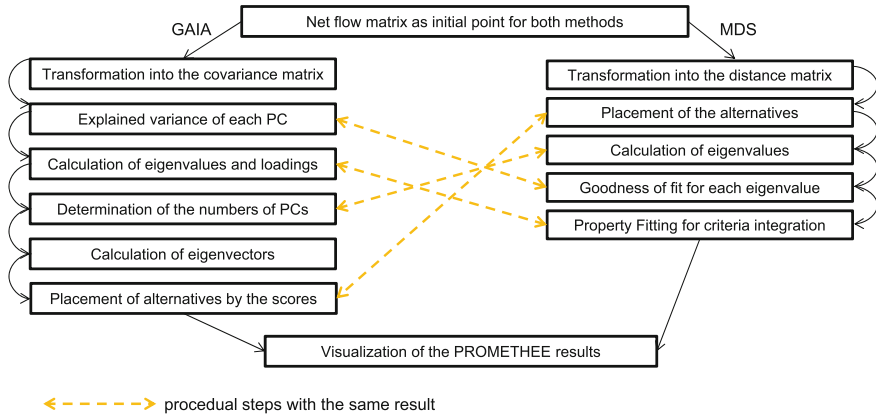 Net flow matrix as initial point for both methods
GAIA
MDS
Transformation into the covariance matrix
Explained variance of each PC
Calculation of eigenvalues and loadings
Determination of the numbers of PCs
Calculation of eigenvectors
Placement of alternatives by the scores
Transformation into the distance matrix
Placement of the alternatives
Calculation of eigenvalues
Goodness of fit for each eigenvalue
Property Fitting for criteria integration
Visualization of the PROMETHEE results
procedual steps with the same result